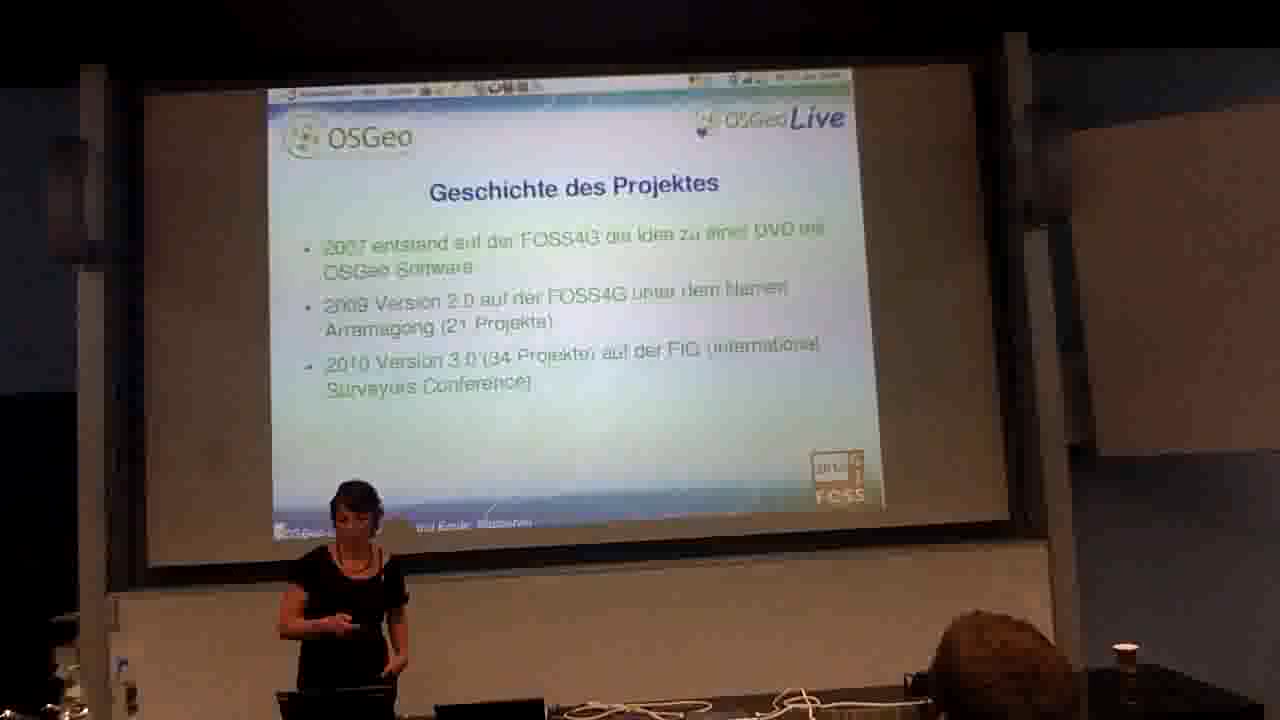 OSGeo
OSGeo Live
Geschichte des Projektes
2007 entstand auf der FOSS4G die Idee zu einer DVD mit
OSGeo Software
2009 Version 2.0 auf der FOSS4G unter dem Namen
Arramagong (21 Projekte)
2010 Version 3.0 (34 Projekte) auf der FIG (International
Surveyors Conference)